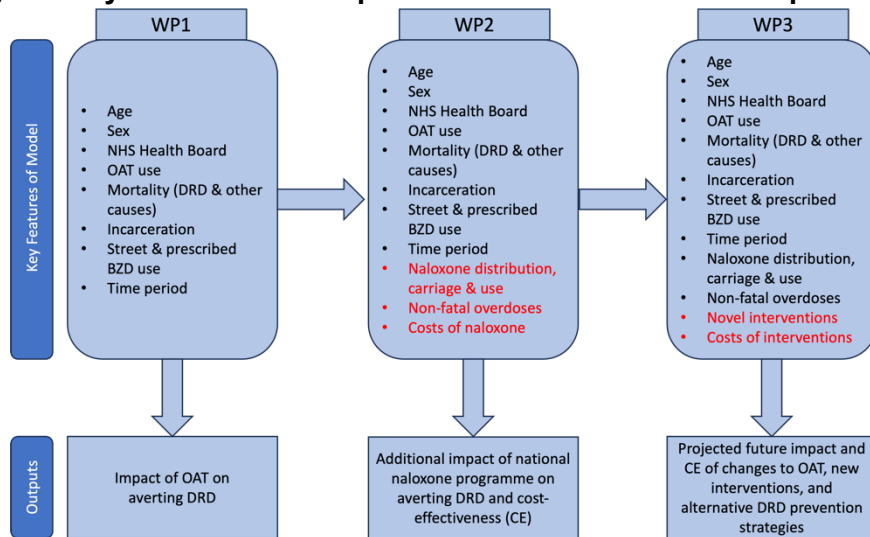 WP1
WP2
WP3
Key Features of Model
• Age
• Sex
• NHS Health Board
• OAT use
• Mortality (DRD & other
causes)
• Incarceration
• Street & prescribed
BZD use
• Time period
• Age
• Sex
• NHS Health Board
• OAT use
• Mortality (DRD & other
causes)
• Incarceration
• Street & prescribed
BZD use
• Time period
• Naloxone distribution,
carriage & use
• Non-fatal overdoses
• Costs of naloxone
• Age
• Sex
• NHS Health Board
• OAT use
• Mortality (DRD & other
causes)
• Incarceration
• Street & prescribed
BZD use
• Time period
• Naloxone distribution,
carriage & use
• Non-fatal overdoses
• Novel interventions
• Costs of interventions
Outputs
Impact of OAT on
averting DRD
Additional impact of national
naloxone programme on
averting DRD and cost-
effectiveness (CE)
Projected future impact and
CE of changes to OAT, new
interventions, and
alternative DRD prevention
strategies